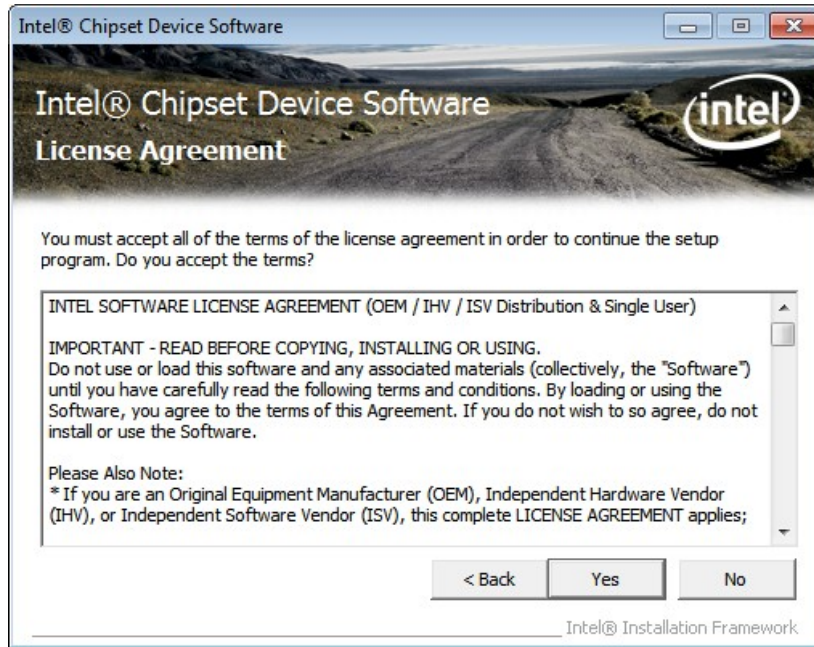 Intel® Chipset Device Software
Intel® Chipset Device Software
intel
License Agreement
You must accept all of the terms of the license agreement in order to continue the setup
program. Do you accept the terms?
INTEL SOFTWARE LICENSE AGREEMENT (OEM / IHV / ISV Distribution & Single User)
IMPORTANT - READ BEFORE COPYING, INSTALLING OR USING.
Do not use or load this software and any associated materials (collectively, the "Software")
until you have carefully read the following terms and conditions. By loading or using the
Software, you agree to the terms of this Agreement. If you do not wish to so agree, do not
install or use the Software.
Please Also Note:
* If you are an Original Equipment Manufacturer (OEM), Independent Hardware Vendor
(IHV), or Independent Software Vendor (ISV), this complete LICENSE AGREEMENT applies;
< Back Yes No
Intel® Installation Framework